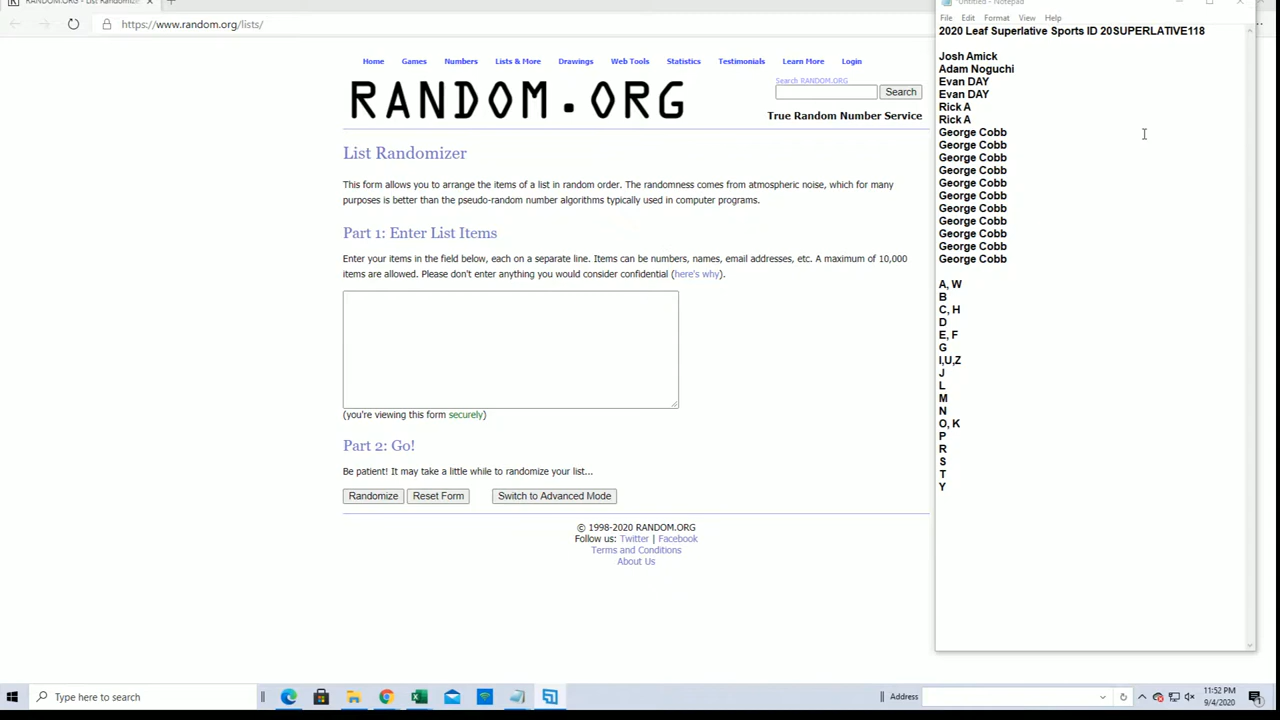 RANDOM.ORG - List Randomiz
*Untitled - Notepad
https://www.random.org/lists/
File Edit Format View Help
2020 Leaf Superlative Sports ID 20SUPERLATIVE118
Josh Amick
Adam Noguchi
Evan DAY
Evan DAY
Rick A
Rick A
George Cobb
George Cobb
George Cobb
George Cobb
George Cobb
George Cobb
George Cobb
George Cobb
George Cobb
George Cobb
George Cobb
A, W
B
C, H
D
E, F
G
I,U,Z
J
L
M
N
O, K
P
R
S
T
Y
Home Games Numbers Lists & More Drawings Web Tools Statistics Testimonials Learn More Login
Search RANDOM.ORG
Search
RANDOM.ORG
True Random Number Service
List Randomizer
This form allows you to arrange the items of a list in random order. The randomness comes from atmospheric noise, which for many
purposes is better than the pseudo-random number algorithms typically used in computer programs.
Part 1: Enter List Items
Enter your items in the field below, each on a separate line. Items can be numbers, names, email addresses, etc. A maximum of 10,000
items are allowed. Please don't enter anything you would consider confidential (here's why).
(you're viewing this form securely)
Part 2: Go!
Be patient! It may take a little while to randomize your list...
Randomize Reset Form Switch to Advanced Mode
© 1998-2020 RANDOM.ORG
Follow us: Twitter | Facebook
Terms and Conditions
About Us
Type here to search
Address
11:52 PM
9/4/2020